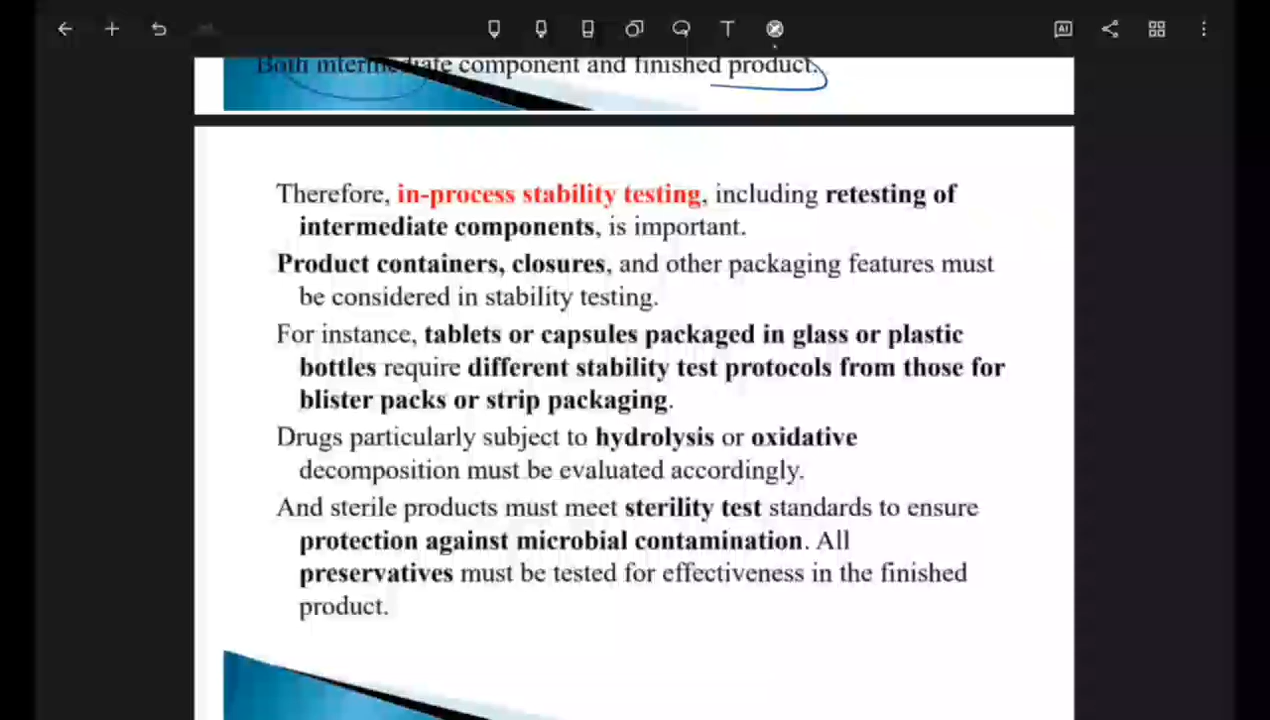 Both intermediate component and finished product.
Therefore, in-process stability testing, including retesting of
intermediate components, is important.
Product containers, closures, and other packaging features must
be considered in stability testing.
For instance, tablets or capsules packaged in glass or plastic
bottles require different stability test protocols from those for
blister packs or strip packaging.
Drugs particularly subject to hydrolysis or oxidative
decomposition must be evaluated accordingly.
And sterile products must meet sterility test standards to ensure
protection against microbial contamination. All
preservatives must be tested for effectiveness in the finished
product.